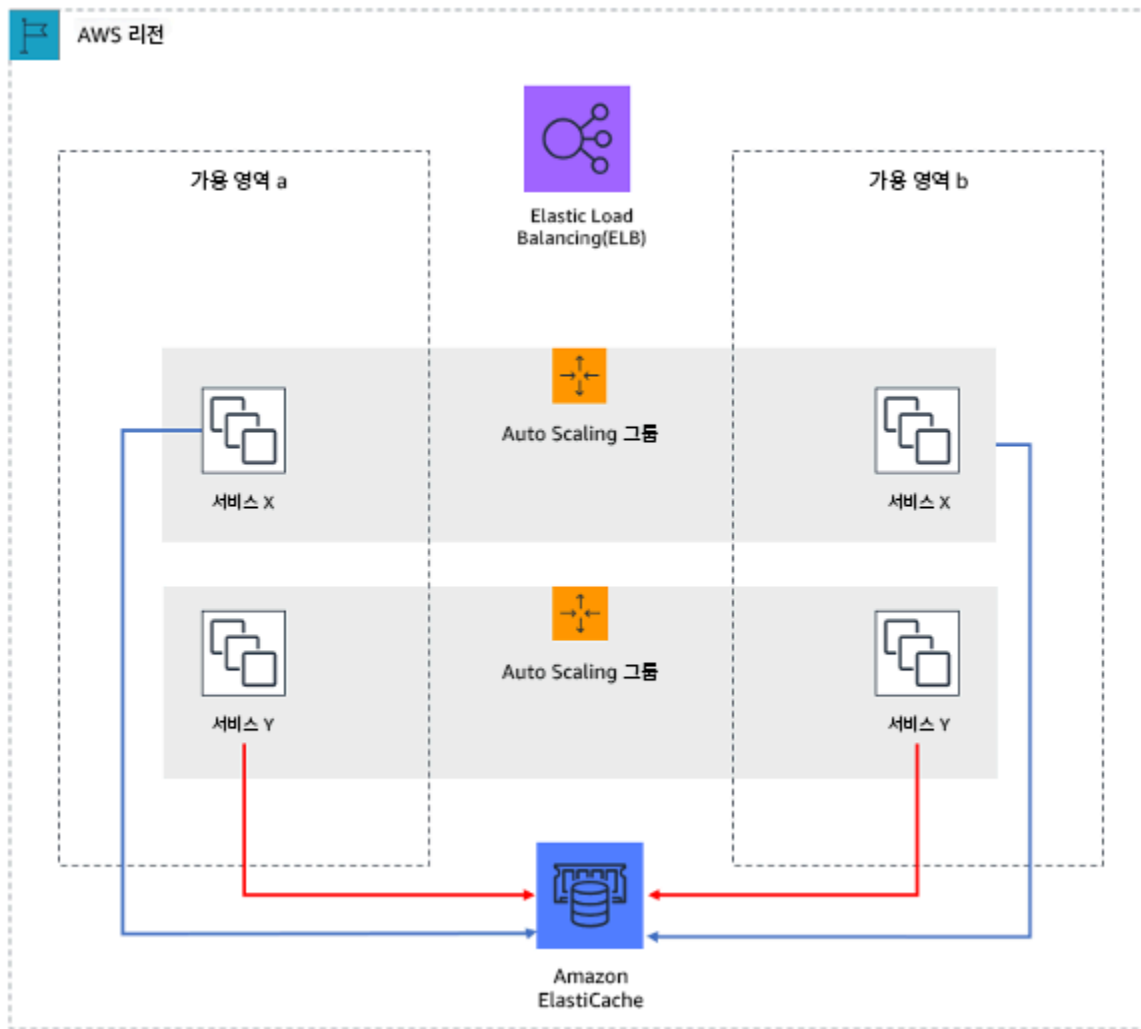 AWS 리전
가용 영역 a
가용 영역 b
Elastic Load
Balancing(ELB)
Auto Scaling 그룹
서비스 X
서비스 X
Auto Scaling 그룹
서비스 Y
서비스 Y
Amazon
ElastiCache